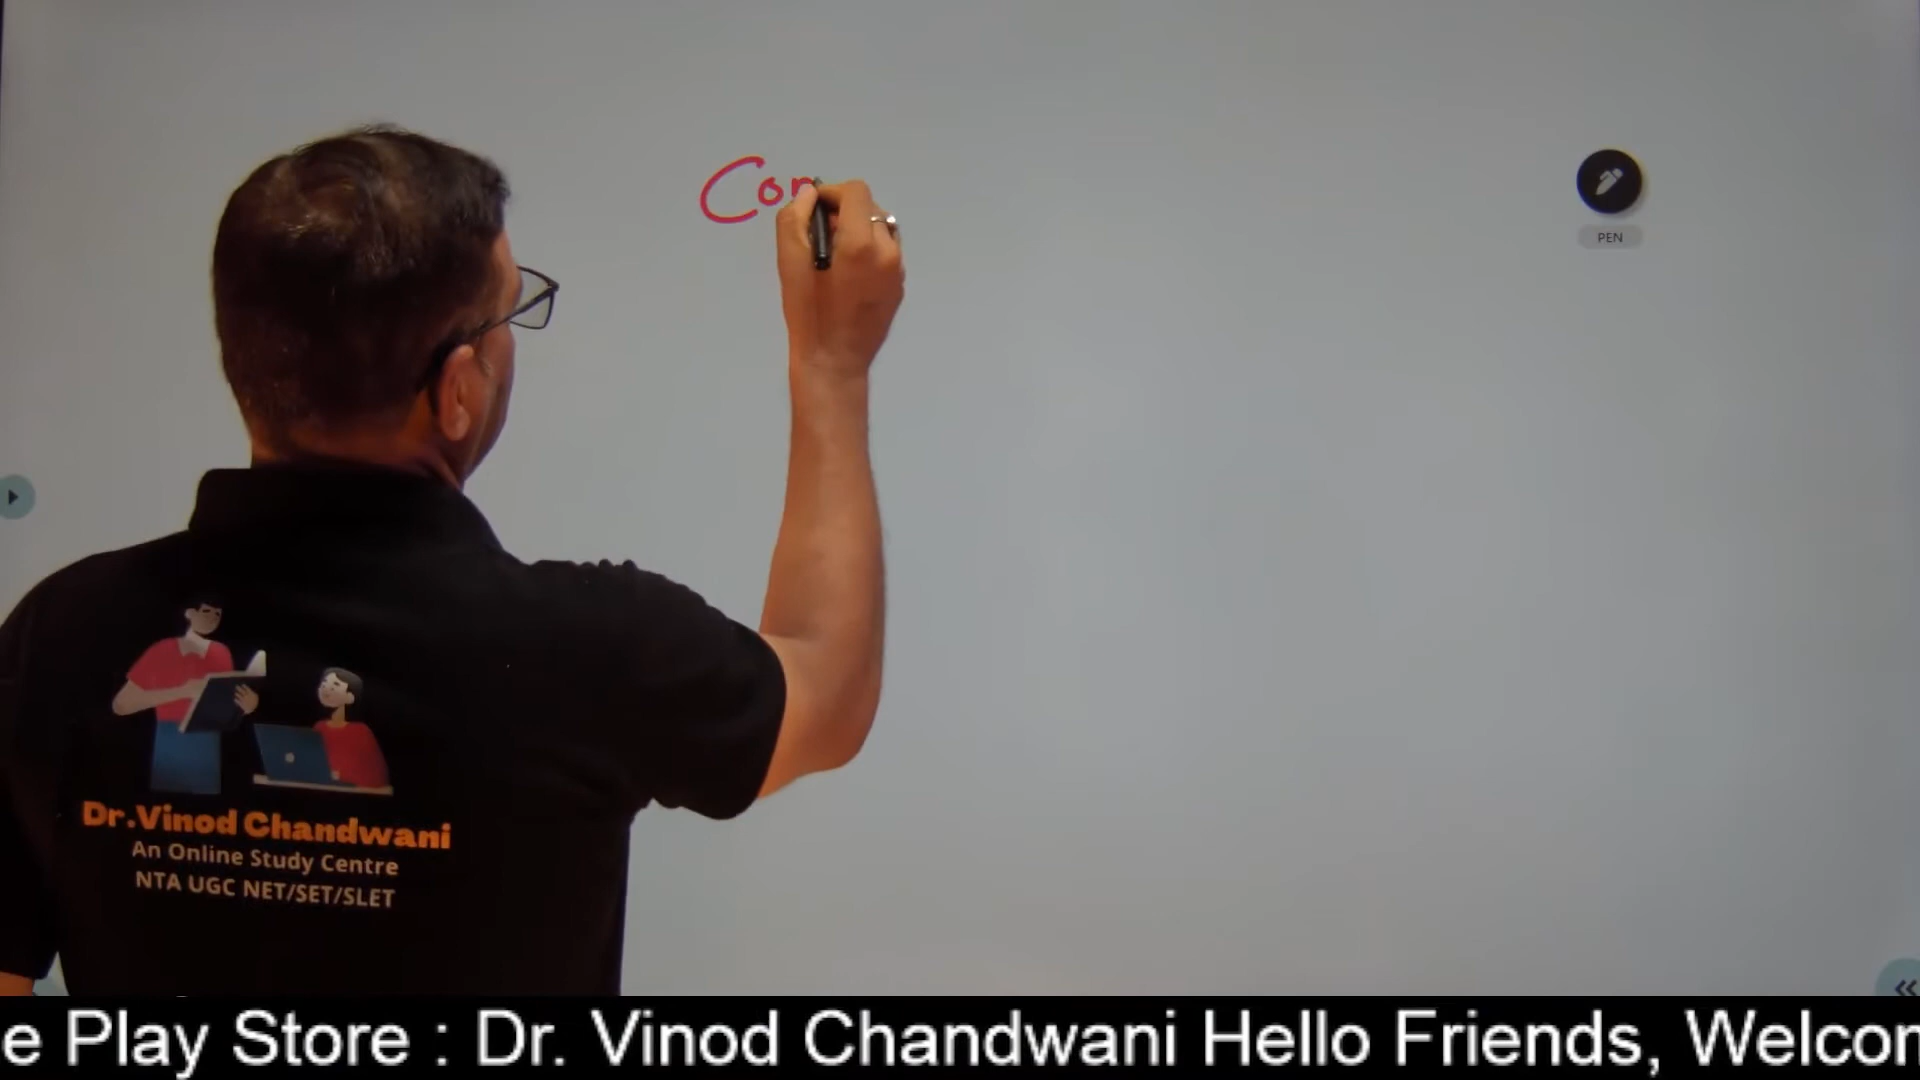 Con
PEN
Dr.Vinod Chandwani
An Online Study Centre
NTA UGC NET/SET/SLET
e Play Store : Dr. Vinod Chandwani Hello Friends, Welcom